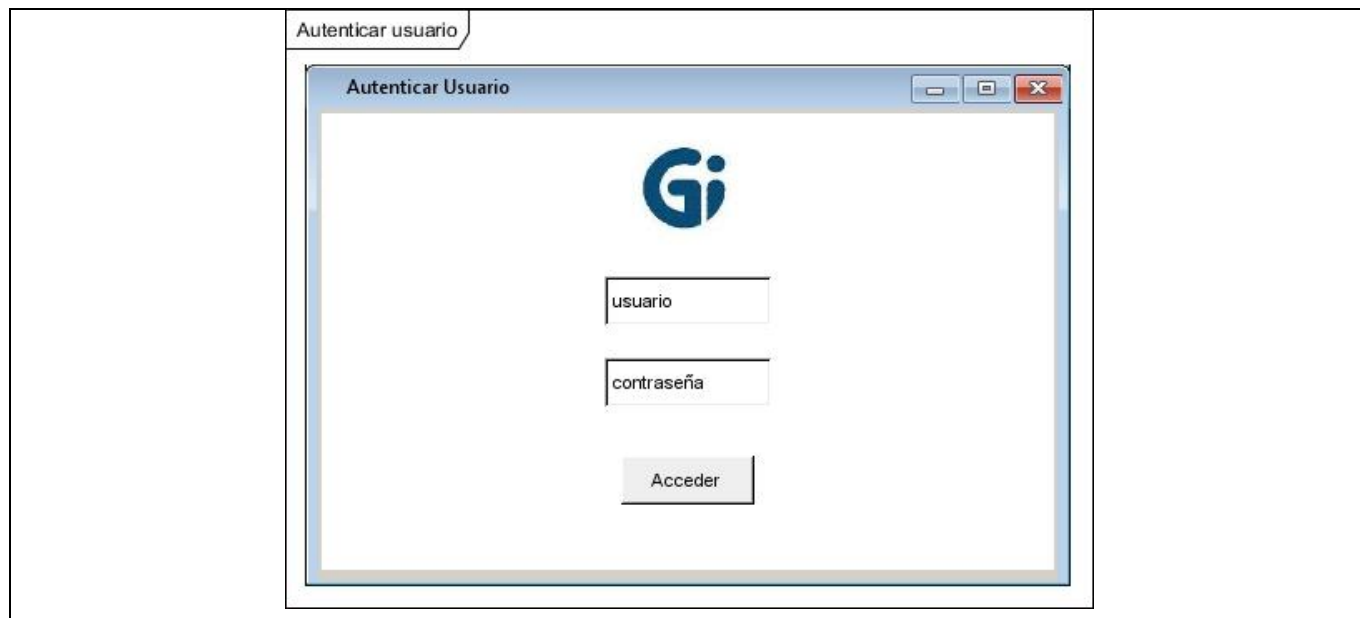 Autenticar usuario
Autenticar Usuario
Gi
usuario
contraseña
Acceder